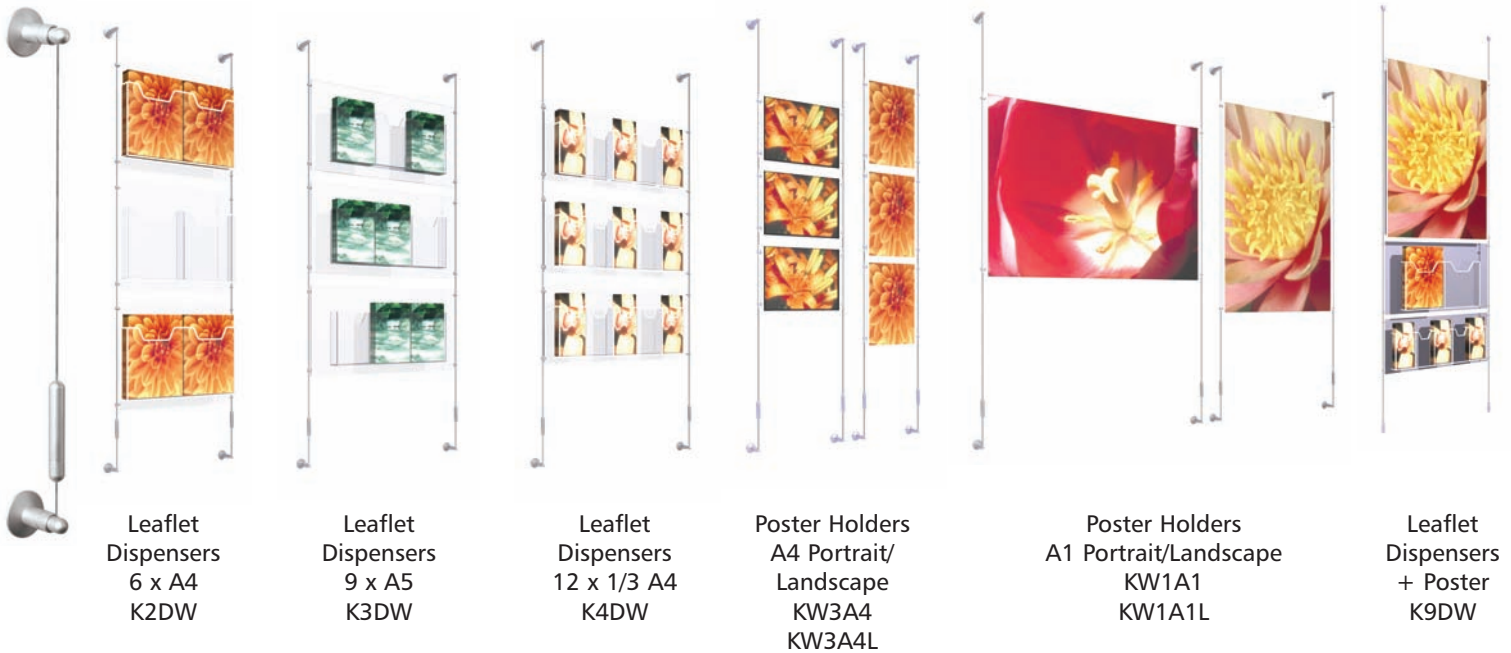 Leaflet
Dispensers
6 x A4
K2DW
Leaflet
Dispensers
9 x A5
K3DW
Leaflet
Dispensers
12 x 1/3 A4
K4DW
Poster Holders
A4 Portrait/
Landscape
KW3A4
KW3A4L
Poster Holders
A1 Portrait/Landscape
KW1A1
KW1A1L
Leaflet
Dispensers
+ Poster
K9DW